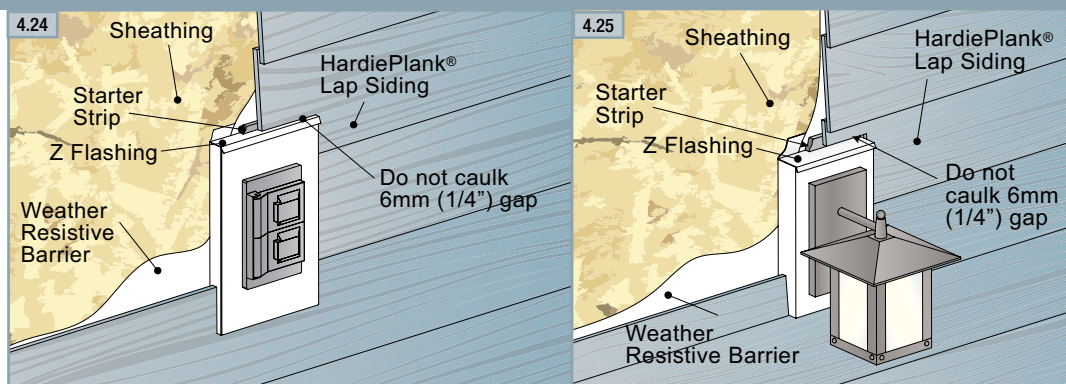 4.24
Sheathing
HardiePlank®
Lap Siding
Starter
Strip
Z Flashing
Do not caulk
6mm (1/4”) gap
Weather
Resistive
Barrier
4.25
Sheathing
HardiePlank®
Lap Siding
Starter
Strip
Z Flashing
Do not
caulk 6mm
(1/4”) gap
Weather
Resistive Barrier